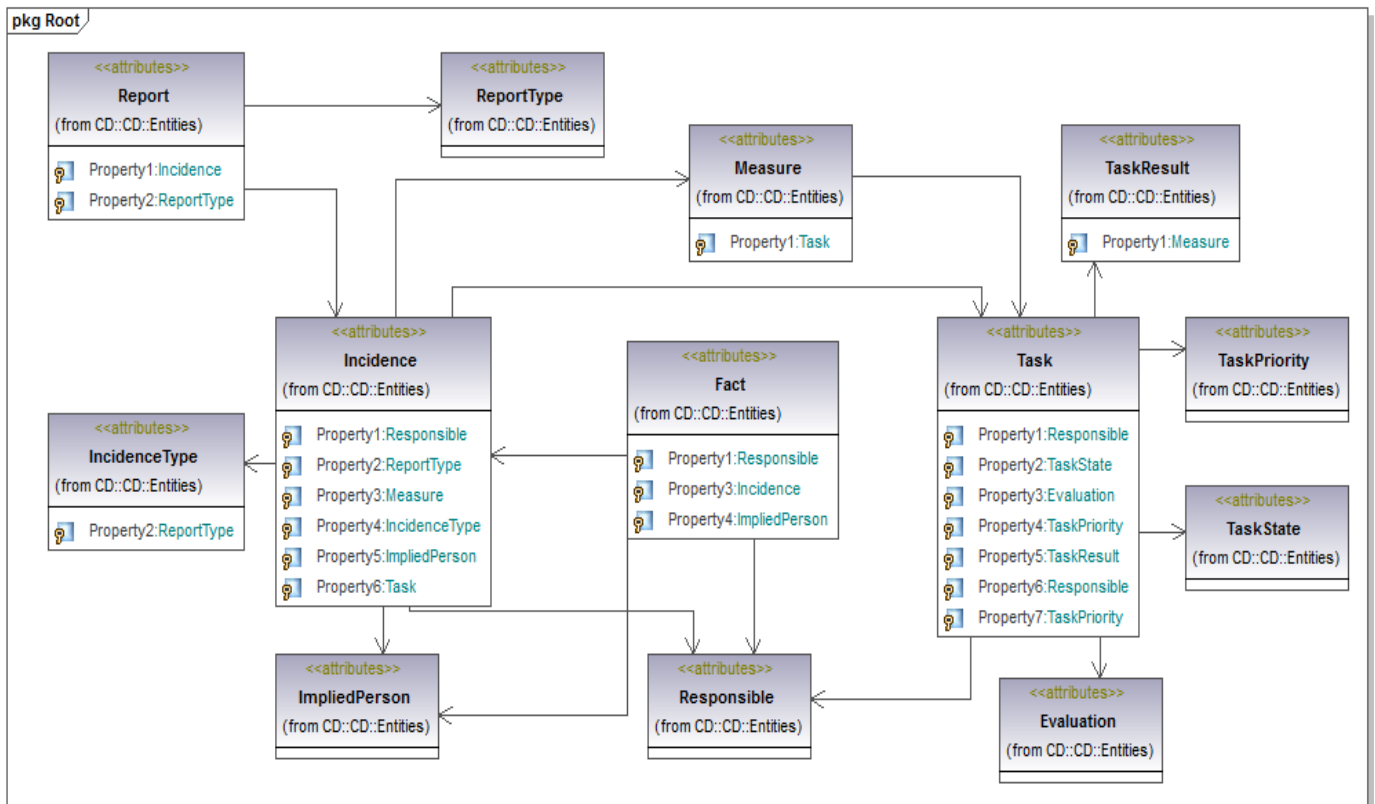 pkg Root
<<attributes>>
Report
(from CD::CD::Entities)
Property1:Incidence
Property2:ReportType
<<attributes>>
ReportType
(from CD::CD::Entities)
<<attributes>>
Measure
(from CD::CD::Entities)
Property1:Task
<<attributes>>
TaskResult
(from CD::CD::Entities)
Property1:Measure
<<attributes>>
Incidence
(from CD::CD::Entities)
Property1:Responsible
Property2:ReportType
Property3:Measure
Property4:IncidenceType
Property5:ImpliedPerson
Property6:Task
<<attributes>>
Fact
(from CD::CD::Entities)
Property1:Responsible
Property3:Incidence
Property4:ImpliedPerson
<<attributes>>
Task
(from CD::CD::Entities)
Property1:Responsible
Property2:TaskState
Property3:Evaluation
Property4:TaskPriority
Property5:TaskResult
Property6:Responsible
Property7:TaskPriority
<<attributes>>
TaskPriority
(from CD::CD::Entities)
<<attributes>>
IncidenceType
(from CD::CD::Entities)
Property2:ReportType
<<attributes>>
TaskState
(from CD::CD::Entities)
<<attributes>>
ImpliedPerson
(from CD::CD::Entities)
<<attributes>>
Responsible
(from CD::CD::Entities)
<<attributes>>
Evaluation
(from CD::CD::Entities)